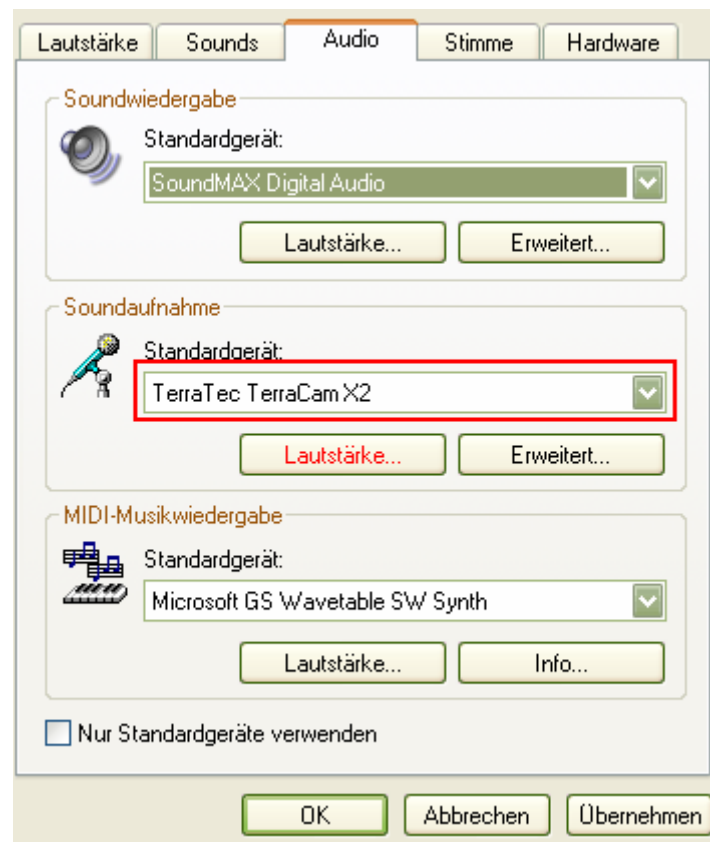 Lautstärke Sounds Audio Stimme Hardware
Soundwiedergabe
Standardgerät:
SoundMAX Digital Audio
Lautstärke... Erweitert...
Soundaufnahme
Standardgerät:
TerraTec TerraCam X2
Lautstärke... Erweitert...
MIDI-Musikwiedergabe
Standardgerät:
Microsoft GS Wavetable SW Synth
Lautstärke... Info...
Nur Standardgeräte verwenden
OK Abbrechen Übernehmen